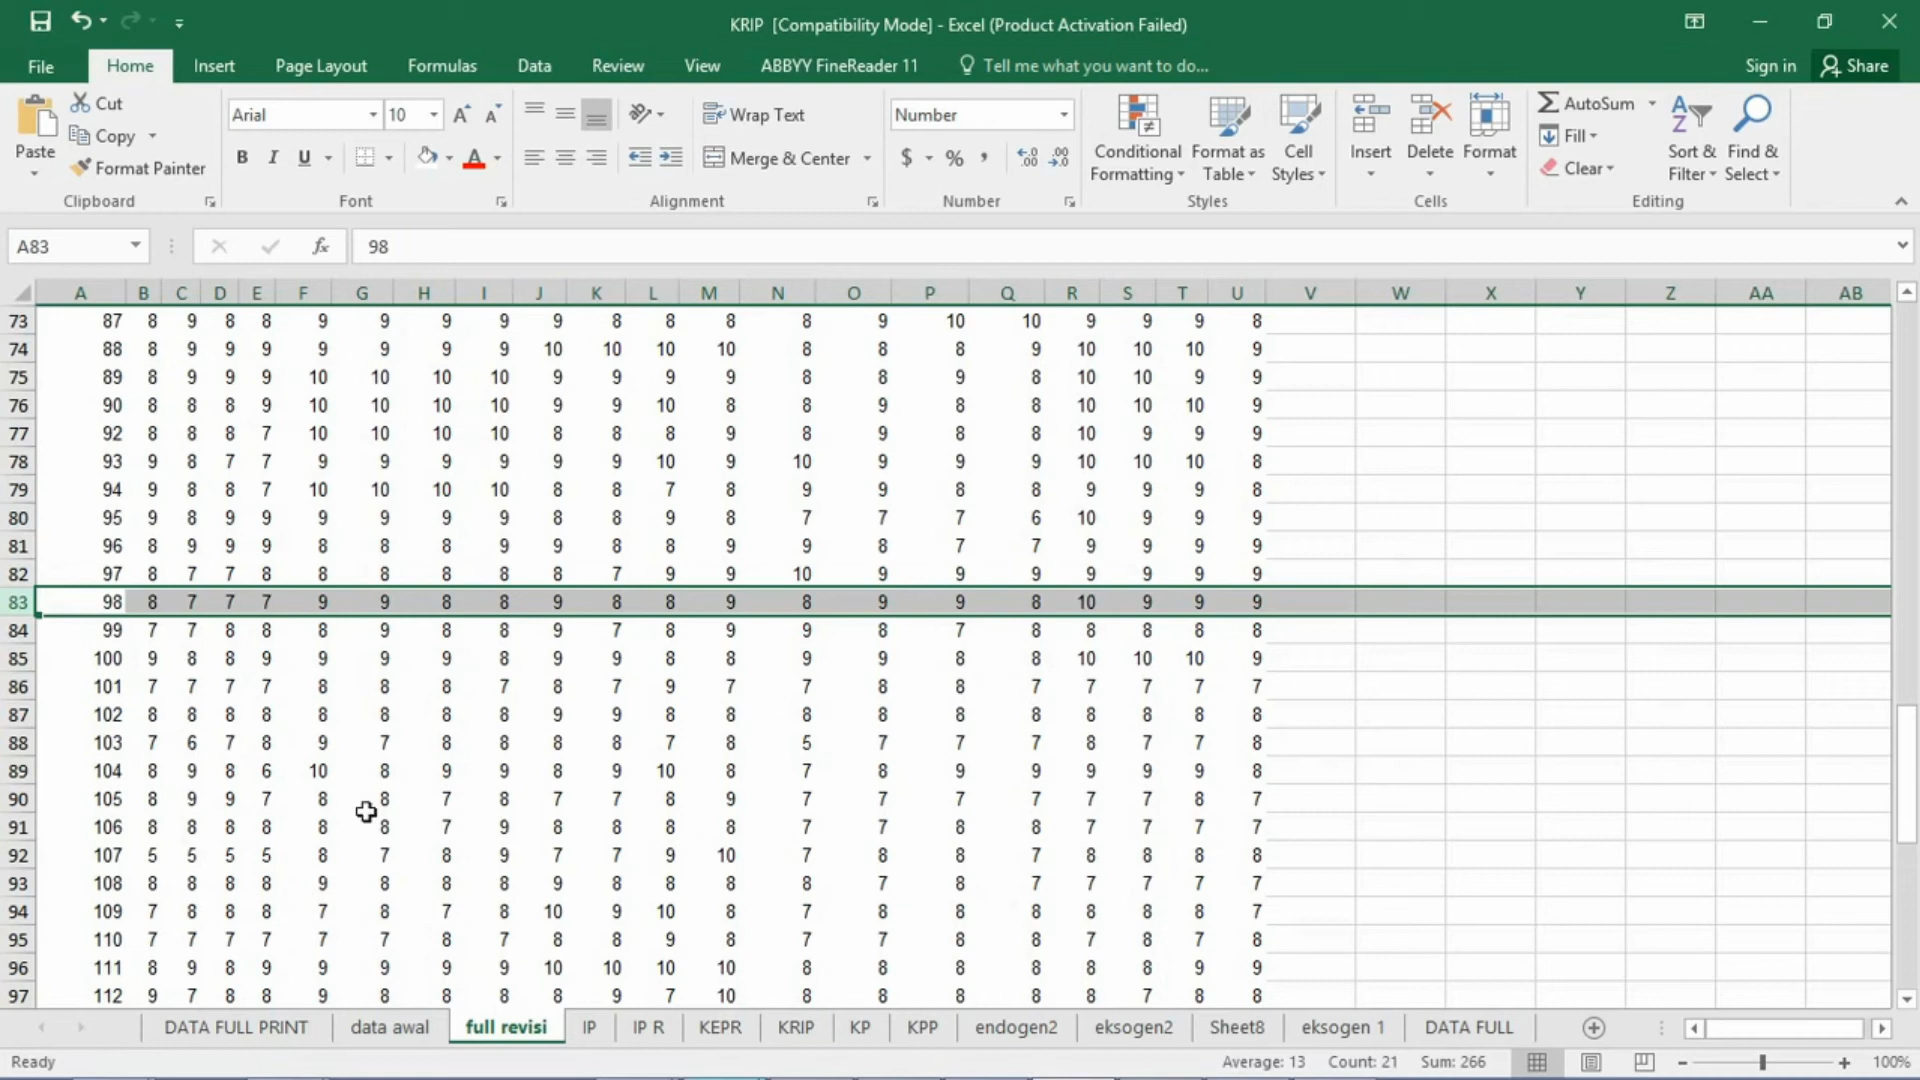 KRIP [Compatibility Mode] - Excel (Product Activation Failed)
File Home Insert Page Layout Formulas Data Review View ABBYY FineReader 11 Tell me what you want to do... Sign in Share
Paste Cut Copy Format Painter Clipboard
Arial 10 B I U A Font
Wrap Text Merge & Center Alignment
Number $ % , Number
Conditional Formatting Format as Table Cell Styles Styles
Insert Delete Format Cells
AutoSum Fill Clear Sort & Filter Find & Select Editing
A83 fx 98
A B C D E F G H I J K L M N O P Q R S T U V W X Y Z AA AB
73 87 8 9 8 8 9 9 9 9 9 8 8 8 8 9 10 10 9 9 9 8
74 88 8 9 9 9 9 9 9 9 10 10 10 10 8 8 8 9 10 10 10 9
75 89 8 9 9 9 10 10 10 10 9 9 9 9 8 8 9 8 10 10 9 9
76 90 8 8 8 9 10 10 10 10 9 9 10 8 8 9 8 8 10 10 10 9
77 92 8 8 8 7 10 10 10 10 8 8 8 9 8 9 8 8 10 9 9 9
78 93 9 8 7 7 9 9 9 9 9 9 10 9 10 9 9 9 10 10 10 8
79 94 9 8 8 7 10 10 10 10 8 8 7 8 9 9 8 8 9 9 9 8
80 95 9 8 9 9 9 9 9 9 8 8 9 8 7 7 7 6 10 9 9 9
81 96 8 9 9 9 8 8 8 9 9 8 8 9 9 8 7 7 9 9 9 9
82 97 8 7 7 8 8 8 8 8 8 7 9 9 10 9 9 9 9 9 9 9
83 98 8 7 7 7 9 9 8 8 9 8 8 9 8 9 9 8 10 9 9 9
84 99 7 7 8 8 8 9 8 8 9 7 8 9 9 8 7 8 8 8 8 8
85 100 9 8 8 9 9 9 9 8 9 9 8 8 9 9 8 8 10 10 10 9
86 101 7 7 7 7 8 8 8 7 8 7 9 7 7 8 8 7 7 7 7 7
87 102 8 8 8 8 8 8 8 8 9 9 8 8 8 8 8 8 8 8 8 8
88 103 7 6 7 8 9 7 8 8 8 8 7 8 5 7 7 7 8 7 7 8
89 104 8 9 8 6 10 8 9 9 8 9 10 8 7 8 9 9 9 9 9 8
90 105 8 9 9 7 8 8 7 8 7 7 8 9 7 7 7 7 7 7 8 7
91 106 8 8 8 8 8 8 7 9 8 8 8 8 7 7 8 8 7 7 7 7
92 107 5 5 5 5 8 7 8 9 7 7 9 10 7 8 8 7 8 8 8 8
93 108 8 8 8 8 9 8 8 8 9 8 8 8 8 7 8 7 7 7 7 7
94 109 7 8 8 8 7 8 7 8 10 9 10 8 7 8 8 8 8 8 8 7
95 110 7 7 7 7 7 7 8 7 8 8 9 8 7 7 8 8 7 8 7 8
96 111 8 9 8 9 9 9 9 9 10 10 10 10 8 8 8 8 8 8 9 9
97 112 9 7 8 8 9 8 8 8 8 9 7 10 8 8 8 8 8 7 8 8
DATA FULL PRINT data awal full revisi IP IP R KEPR KRIP KP KPP endogen2 eksogen2 Sheet8 eksogen 1 DATA FULL
Ready Average: 13 Count: 21 Sum: 266 100%